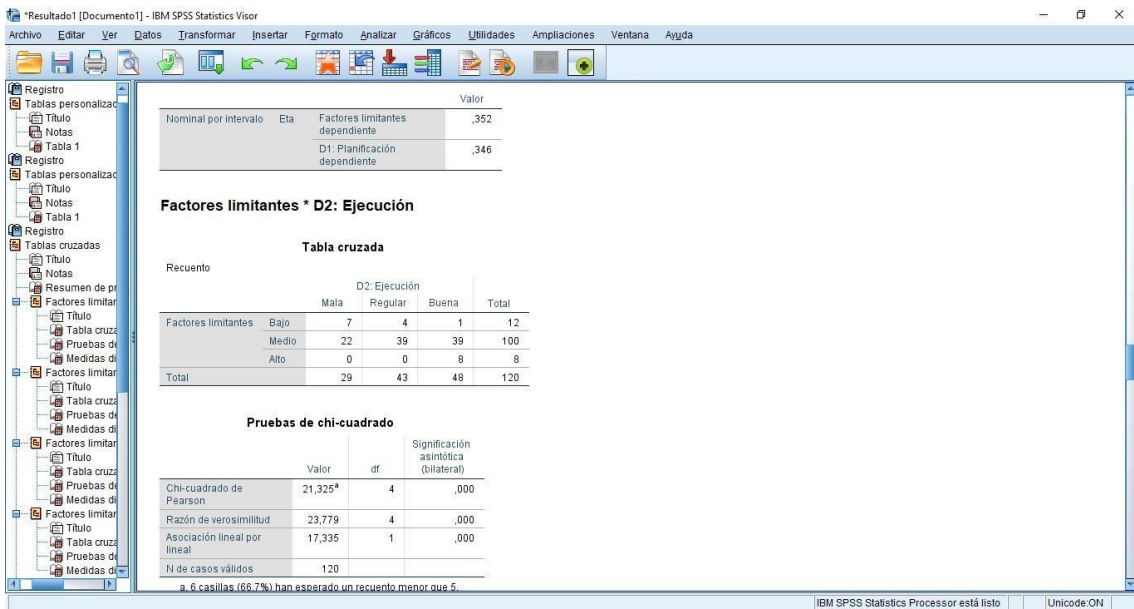 *Resultado1 [Documento1] - IBM SPSS Statistics Visor
Archivo Editar Ver Datos Transformar Insertar Formato Analizar Gráficos Utilidades Ampliaciones Ventana Ayuda
Registro
Tablas personalizad
Título
Notas
Tabla 1
Registro
Tablas personalizad
Título
Notas
Tabla 1
Registro
Tablas cruzadas
Título
Notas
Resumen de pr
Factores limitar
Título
Tabla cruza
Pruebas de
Medidas di
Factores limitar
Título
Tabla cruza
Pruebas de
Medidas di
Factores limitar
Título
Tabla cruza
Pruebas de
Medidas di
Factores limitar
Título
Tabla cruza
Pruebas de
Medidas di
Valor
Nominal por intervalo Eta Factores limitantes dependiente ,352
D1: Planificación dependiente ,346
Factores limitantes * D2: Ejecución
Tabla cruzada
Recuento
D2: Ejecución
Mala Regular Buena Total
Factores limitantes Bajo 7 4 1 12
Medio 22 39 39 100
Alto 0 0 8 8
Total 29 43 48 120
Pruebas de chi-cuadrado
Valor df Significación asintótica (bilateral)
Chi-cuadrado de Pearson 21,325a 4 ,000
Razón de verosimilitud 23,779 4 ,000
Asociación lineal por lineal 17,335 1 ,000
N de casos válidos 120
a. 6 casillas (66,7%) han esperado un recuento menor que 5.
IBM SPSS Statistics Processor está listo Unicode:ON